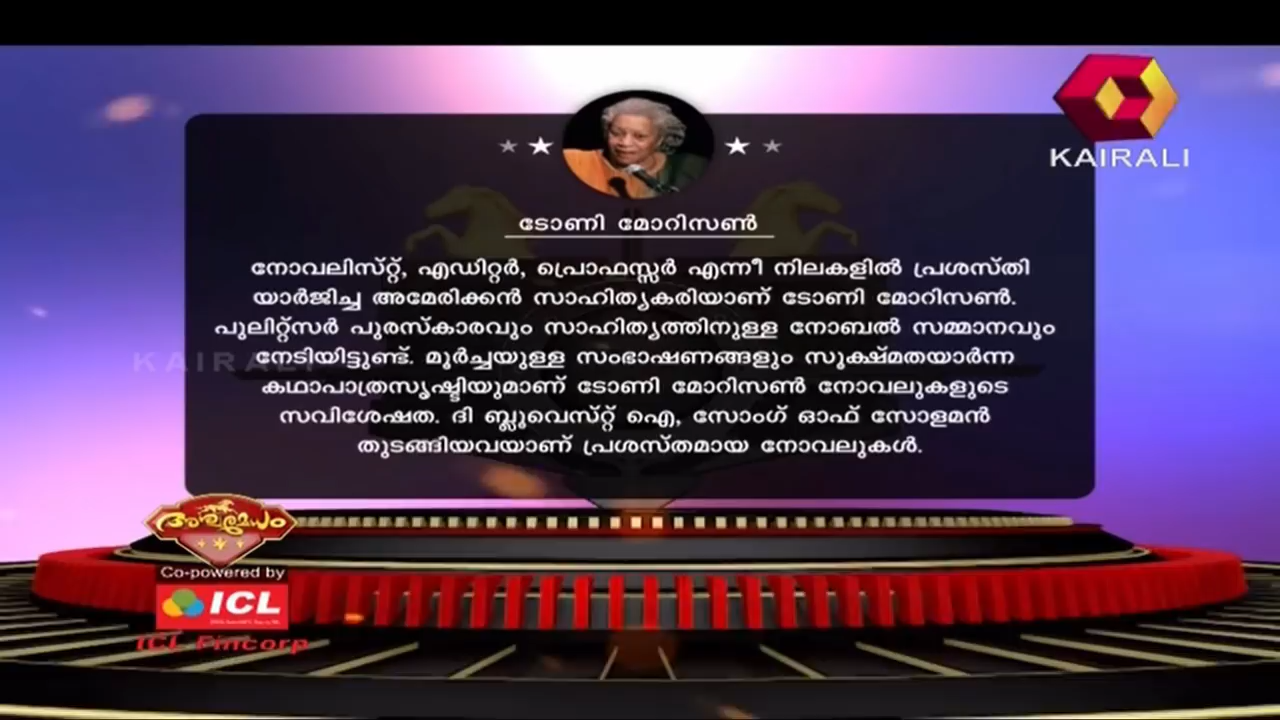 KAIRALI
ടോണി മോറിസൺ
നോവലിസ്റ്റ്, എഡിറ്റർ, പ്രൊഫസ്സർ എന്നീ നിലകളിൽ പ്രശസ്തി
യാർജിച്ച അമേരിക്കൻ സാഹിത്യകരിയാണ് ടോണി മോറിസൺ.
പുലിറ്റ്സർ പുരസ്കാരവും സാഹിത്യത്തിനുള്ള നോബൽ സമ്മാനവും
നേടിയിട്ടുണ്ട്. മൂർച്ചയുള്ള സംഭാഷണങ്ങളും സൂക്ഷ്മതയാർന്ന
കഥാപാത്രസൃഷ്ടിയുമാണ് ടോണി മോറിസൺ നോവലുകളുടെ
സവിശേഷത. ദി ബ്ലൂവെസ്റ്റ് ഐ, സോംഗ് ഓഫ് സോളമൻ
തുടങ്ങിയവയാണ് പ്രശസ്തമായ നോവലുകൾ.
KAIRALI
അശ്വമേധം
Co-powered by
ICL
ICL Fincorp